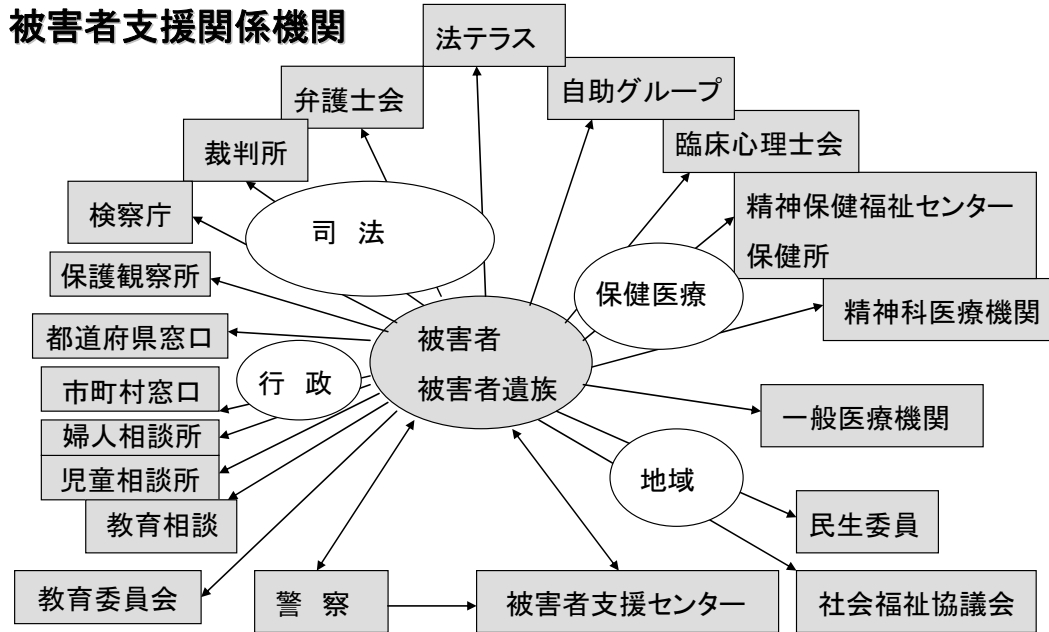 被害者支援関係機関
法テラス
弁護士会
自助グループ
裁判所
臨床心理士会
検察庁
司 法
精神保健福祉センター
保健所
保護観察所
保健医療
精神科医療機関
都道府県窓口
被害者
被害者遺族
行 政
市町村窓口
一般医療機関
婦人相談所
児童相談所
地域
教育相談
民生委員
教育委員会
警 察
被害者支援センター
社会福祉協議会